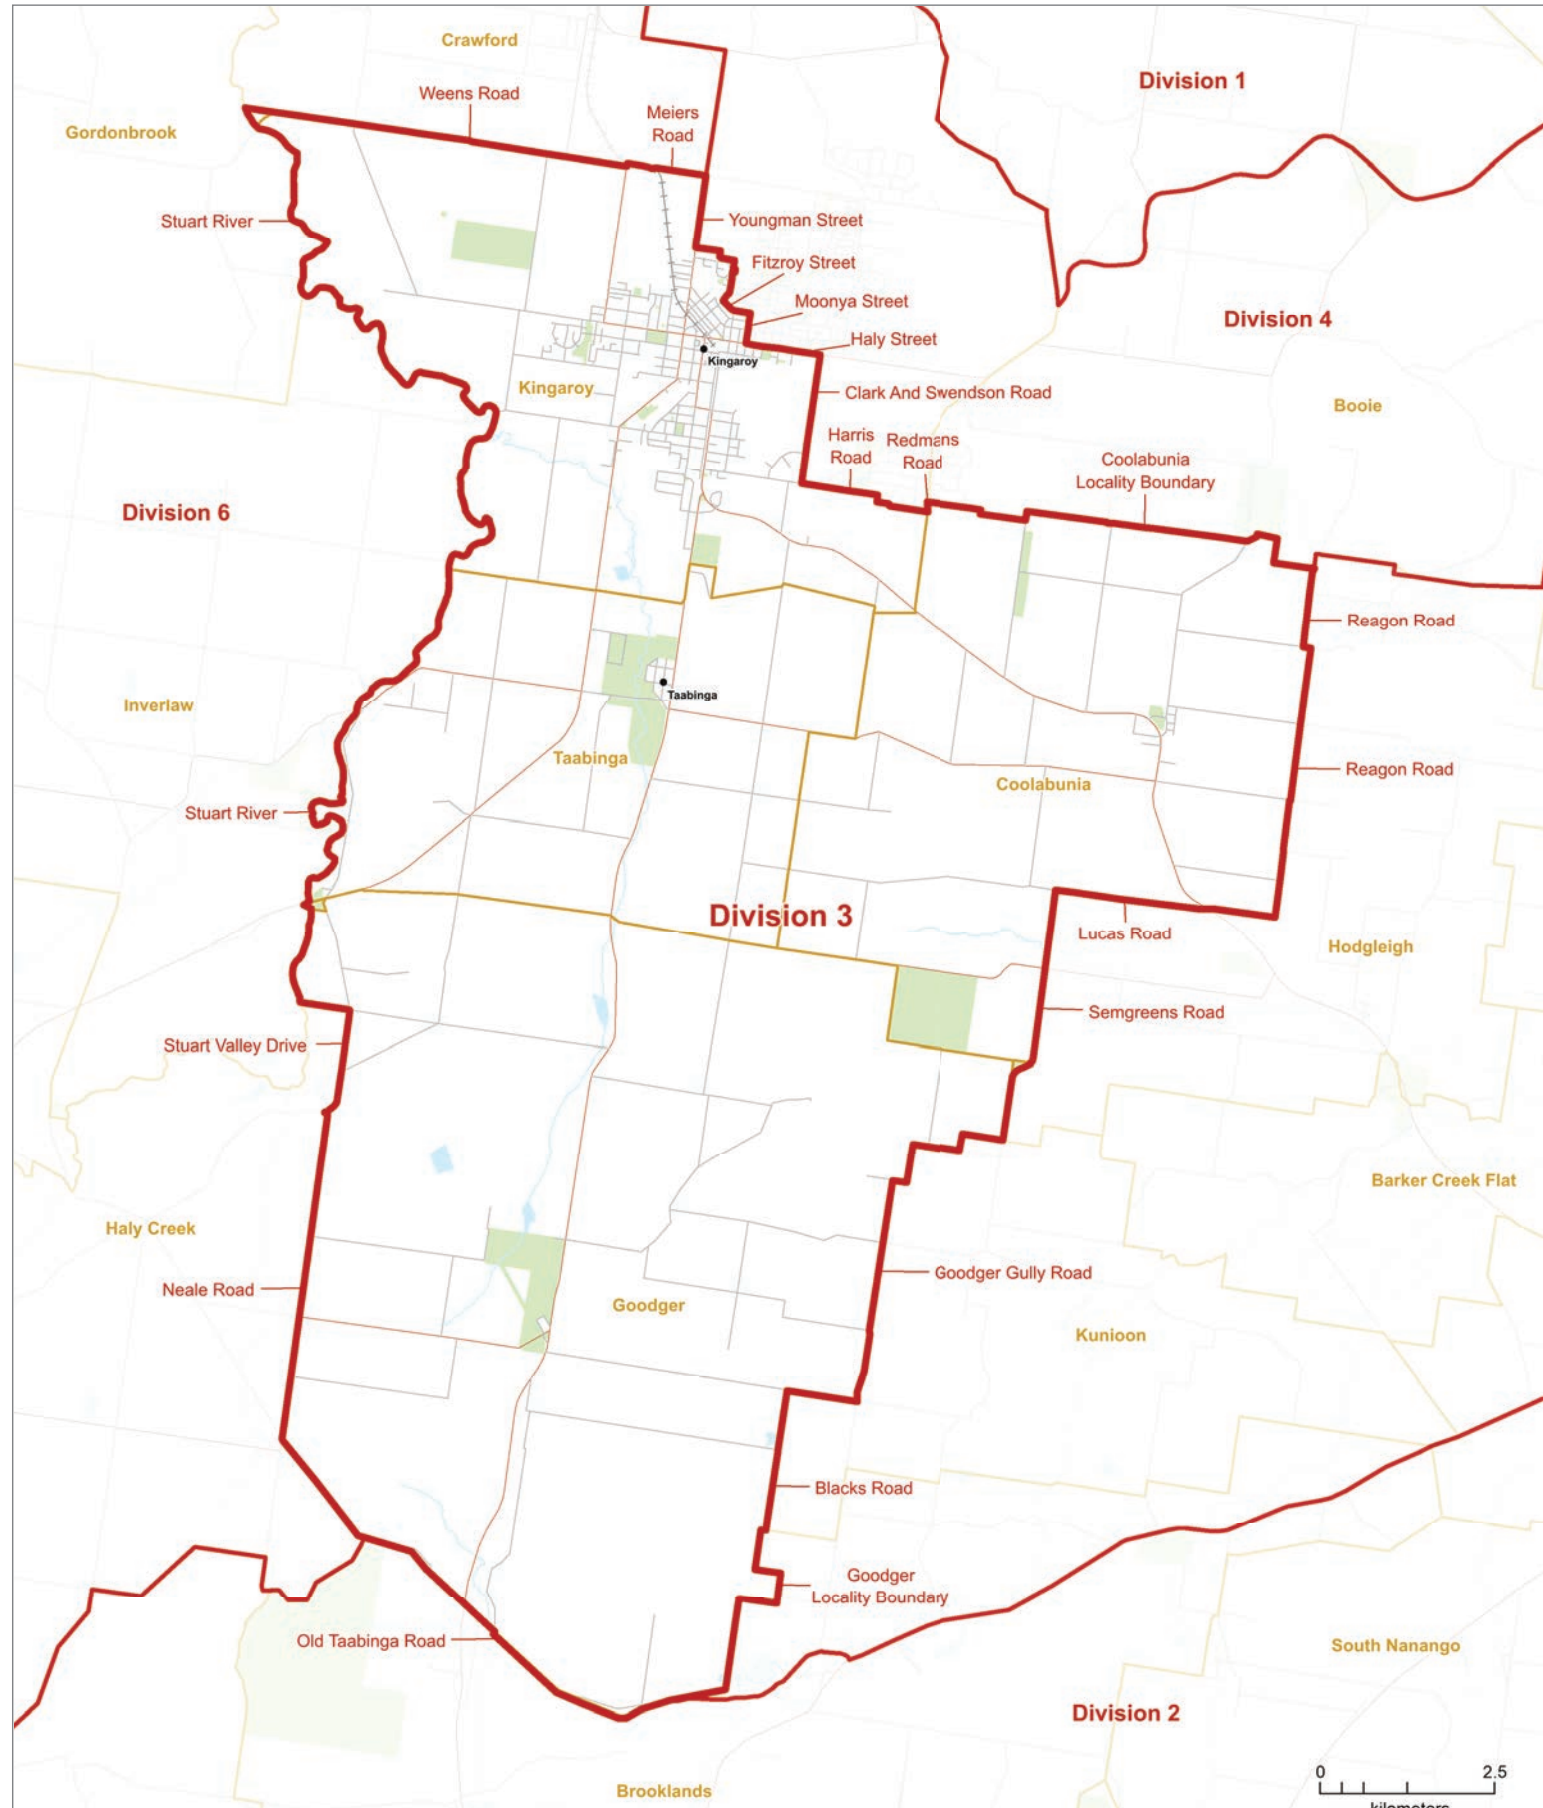 Crawford
Division 1
Weens Road
Meiers
Road
Gordonbrook
Stuart River
Youngman Street
Fitzroy Street
Moonya Street
Division 4
Haly Street
Kingaroy
Kingaroy
Clark And Swendson Road
Booie
Harris
Road
Redmans
Road
Coolabunia
Locality Boundary
Division 6
Reagon Road
Taabinga
Inverlaw
Taabinga
Reagon Road
Coolabunia
Stuart River
Division 3
Lucas Road
Hodgleigh
Semgreens Road
Stuart Valley Drive
Barker Creek Flat
Haly Creek
Goodger Gully Road
Neale Road
Goodger
Kunioon
Blacks Road
Goodger
Locality Boundary
Old Taabinga Road
South Nanango
Division 2
0 2.5
kilometers
Brooklands